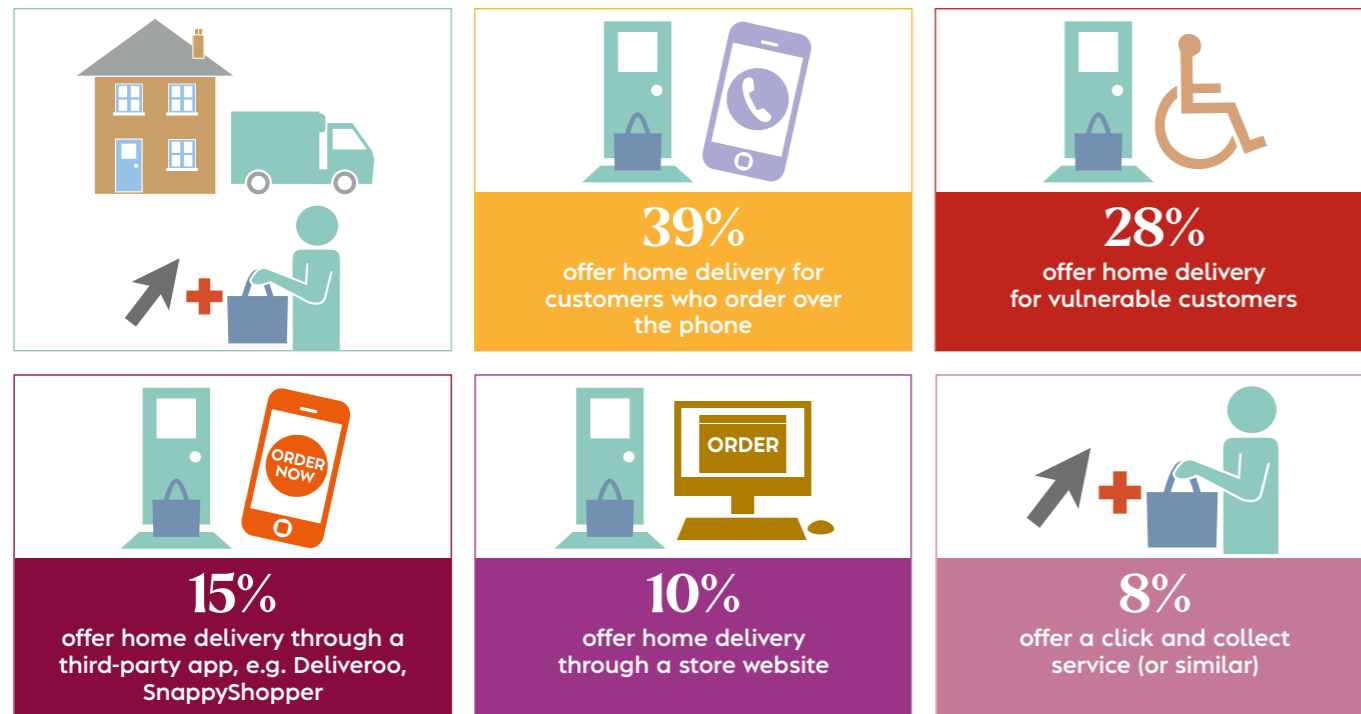 39%
offer home delivery for
customers who order over
the phone
28%
offer home delivery
for vulnerable customers
ORDER
NOW
15%
offer home delivery through a
third-party app, e.g. Deliveroo,
SnappyShopper
ORDER
10%
offer home delivery
through a store website
8%
offer a click and collect
service (or similar)